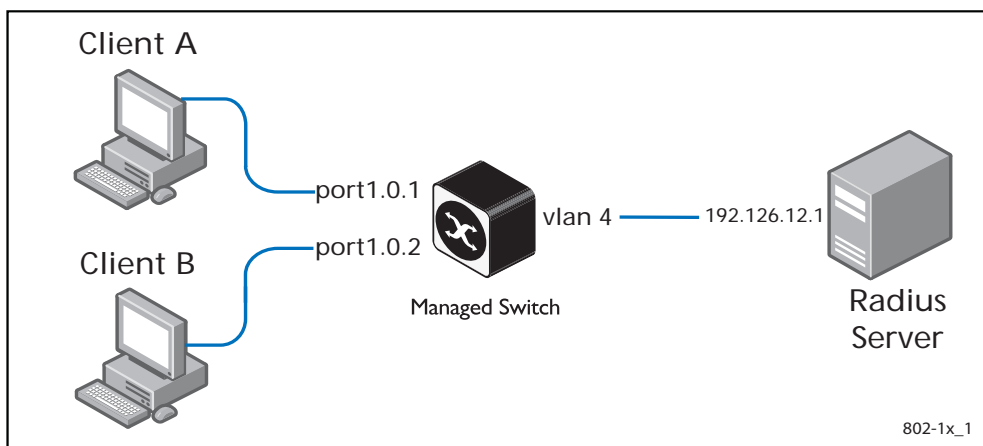 Client A
port1.0.1
vlan 4
192.126.12.1
port1.0.2
Client B
Managed Switch
Radius
Server
802-1x_1